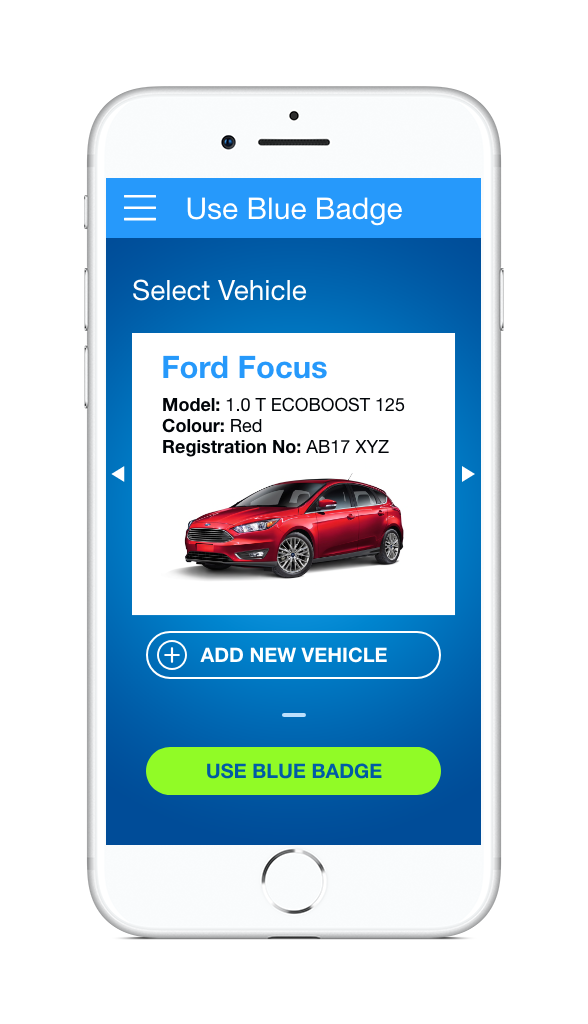 Use Blue Badge
Select Vehicle
Ford Focus
Model: 1.0 T ECOBOOST 125
Colour: Red
Registration No: AB17 XYZ
ADD NEW VEHICLE
USE BLUE BADGE